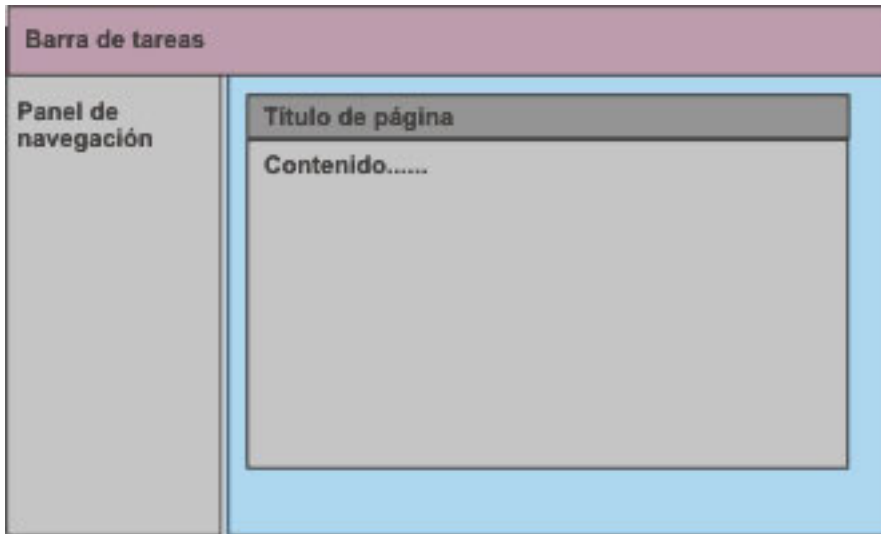 Barra de tareas
Panel de
navegación
Título de página
Contenido......